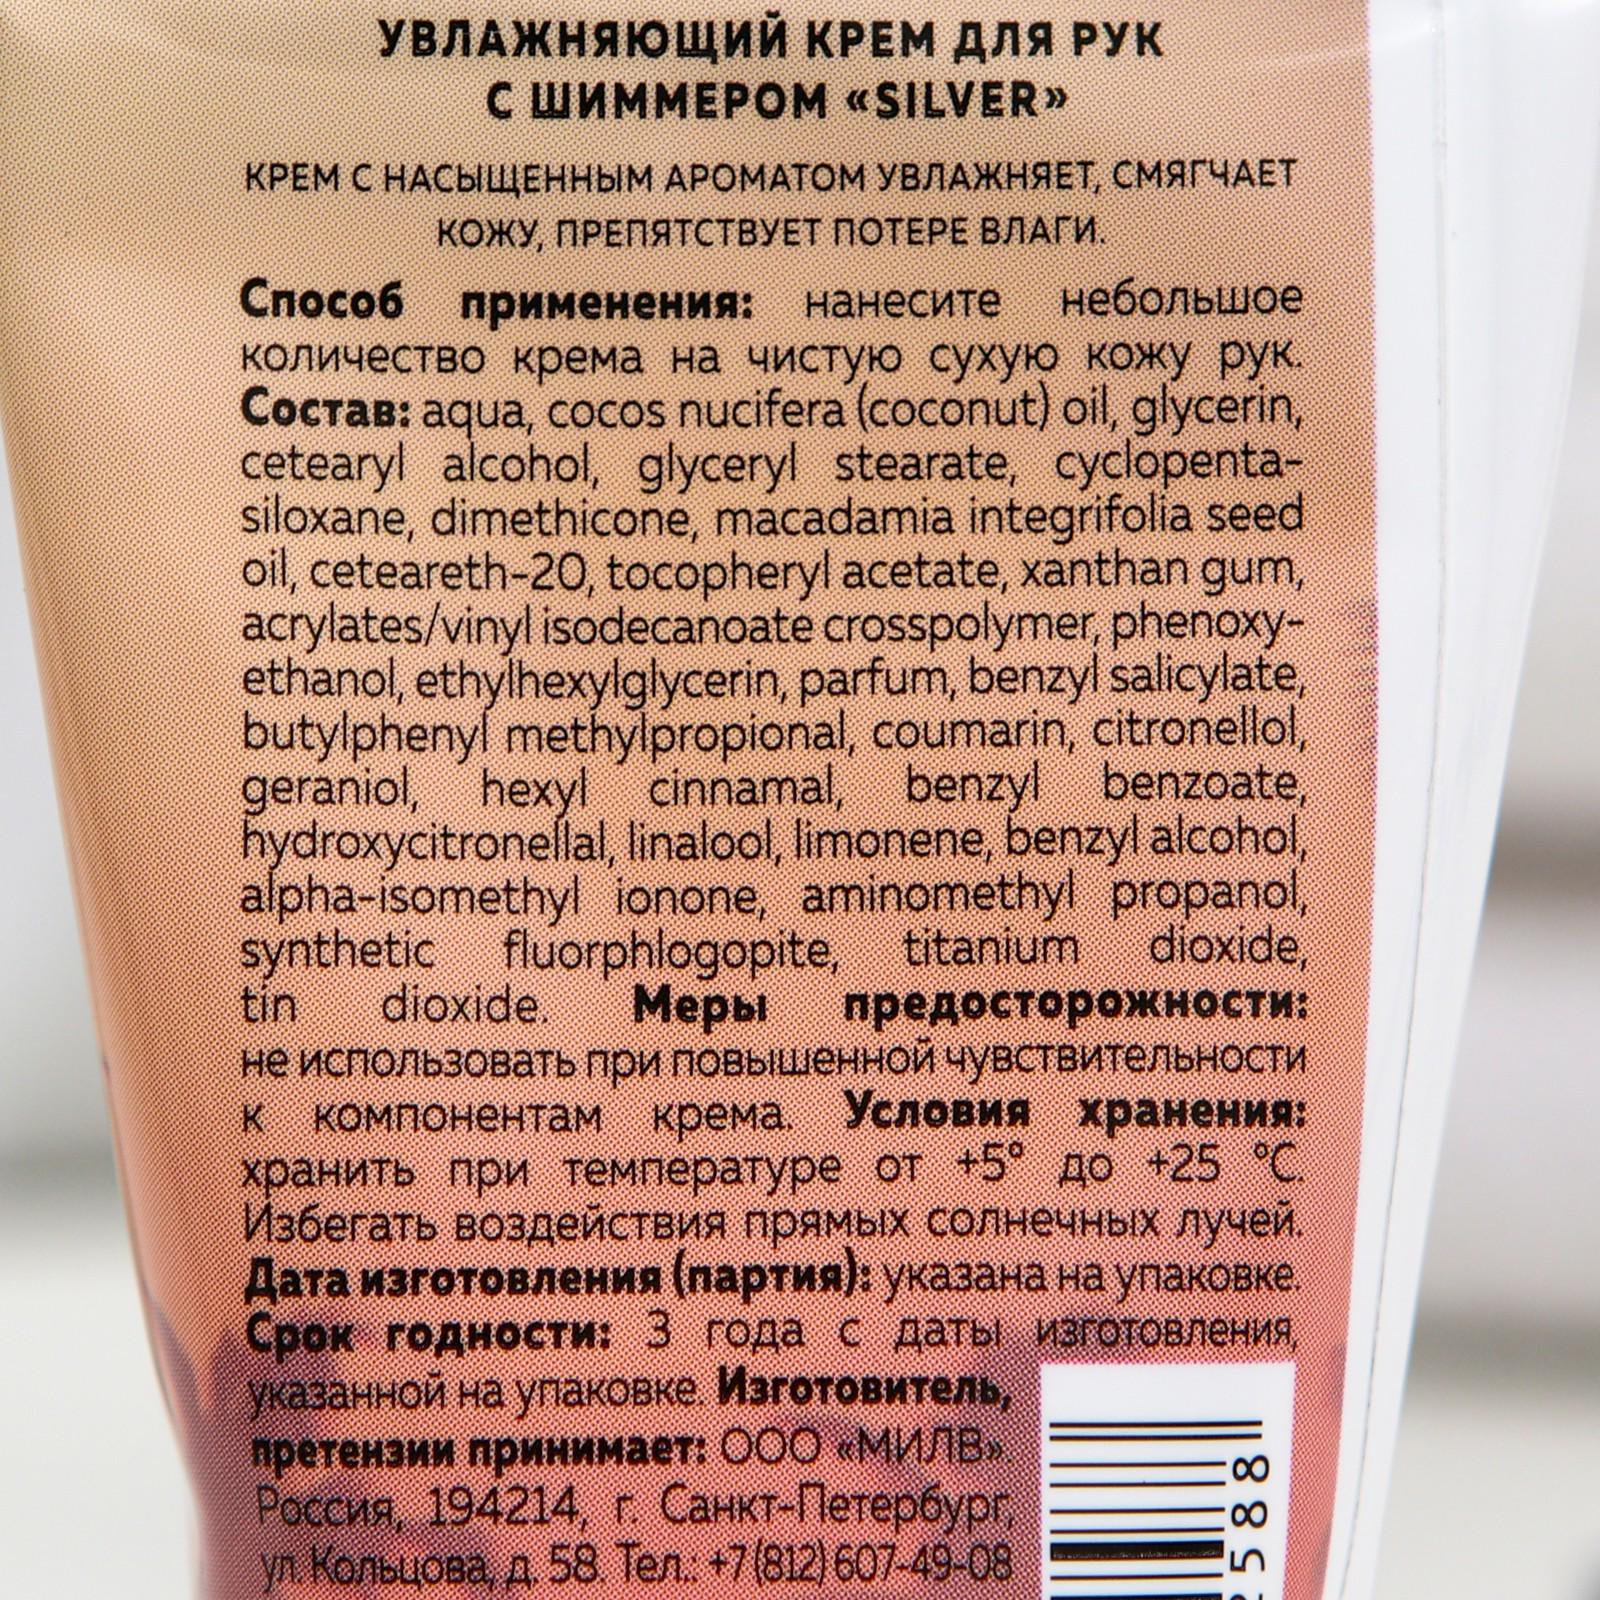 УВЛАЖНЯЮЩИЙ КРЕМ ДЛЯ РУК
С ШИММЕРОМ «SILVER»
КРЕМ С НАСЫЩЕННЫМ АРОМАТОМ УВЛАЖНЯЕТ, СМЯГЧАЕТ
КОЖУ, ПРЕПЯТСТВУЕТ ПОТЕРЕ ВЛАГИ.
Способ применения: нанесите небольшое
количество крема на чистую сухую кожу рук.
Состав: aqua, cocos nucifera (coconut) oil, glycerin,
cetearyl alcohol, glyceryl stearate, cyclopenta-
siloxane, dimethicone, macadamia integrifolia seed
oil, ceteareth-20, tocopheryl acetate, xanthan gum,
acrylates/vinyl isodecanoate crosspolymer, phenoxy-
ethanol, ethylhexylglycerin, parfum, benzyl salicylate,
butylphenyl methylpropional, coumarin, citronellol,
geraniol, hexyl cinnamal, benzyl benzoate,
hydroxycitronellal, linalool, limonene, benzyl alcohol,
alpha-isomethyl ionone, aminomethyl propanol,
synthetic fluorphlogopite, titanium dioxide,
tin dioxide. Меры предосторожности:
не использовать при повышенной чувствительности
к компонентам крема. Условия хранения:
хранить при температуре от +5° до +25 °С.
Избегать воздействия прямых солнечных лучей.
Дата изготовления (партия): указана на упаковке.
Срок годности: 3 года с даты изготовления,
указанной на упаковке. Изготовитель,
претензии принимает: ООО «МИЛВ».
Россия, 194214, г. Санкт-Петербург,
ул. Кольцова, д. 58. Тел.: +7 (812) 607-49-08
2588